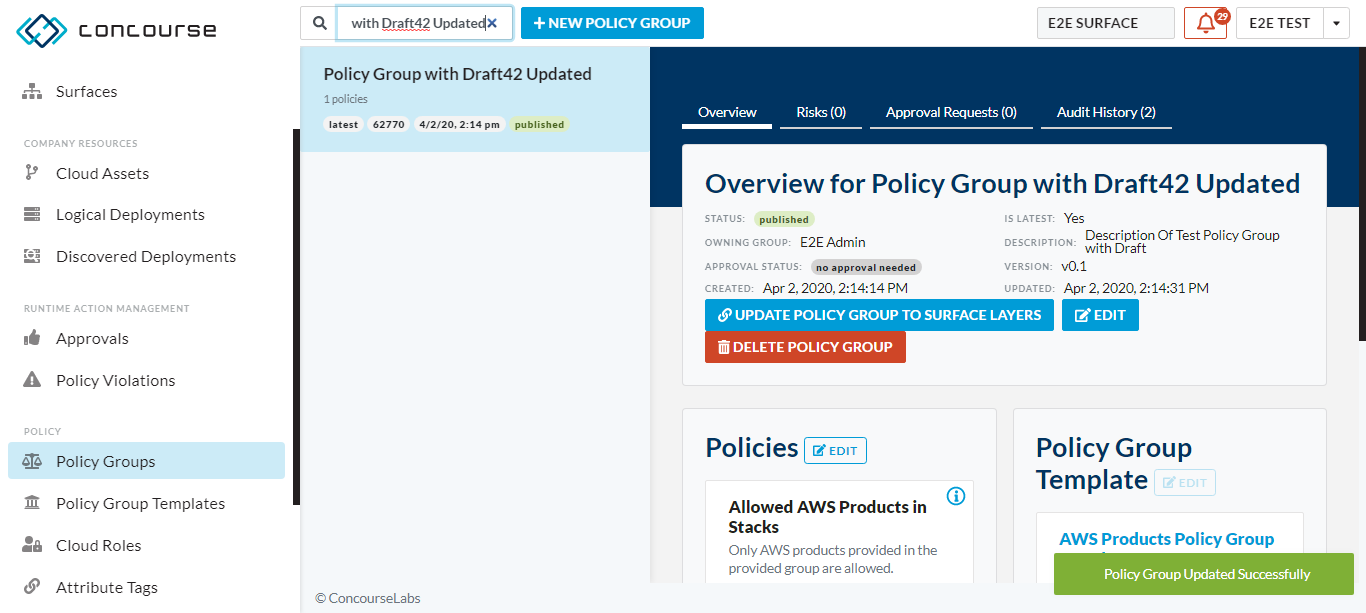 concourse
with Draft42 Updated
NEW POLICY GROUP
E2E SURFACE
29
E2E TEST
Surfaces
COMPANY RESOURCES
Cloud Assets
Logical Deployments
Discovered Deployments
RUNTIME ACTION MANAGEMENT
Approvals
Policy Violations
POLICY
Policy Groups
Policy Group Templates
Cloud Roles
Attribute Tags
Policy Group with Draft42 Updated
1 policies
latest 62770 4/2/20, 2:14 pm published
Overview Risks (0) Approval Requests (0) Audit History (2)
Overview for Policy Group with Draft42 Updated
STATUS: published
OWNING GROUP: E2E Admin
APPROVAL STATUS: no approval needed
CREATED: Apr 2, 2020, 2:14:14 PM
IS LATEST: Yes
DESCRIPTION: Description Of Test Policy Group
with Draft
VERSION: v0.1
UPDATED: Apr 2, 2020, 2:14:31 PM
UPDATE POLICY GROUP TO SURFACE LAYERS
EDIT
DELETE POLICY GROUP
Policies EDIT
Allowed AWS Products in
Stacks
Only AWS products provided in the
provided group are allowed.
Policy Group
Template EDIT
AWS Products Policy Group
Policy Group Updated Successfully
© ConcourseLabs